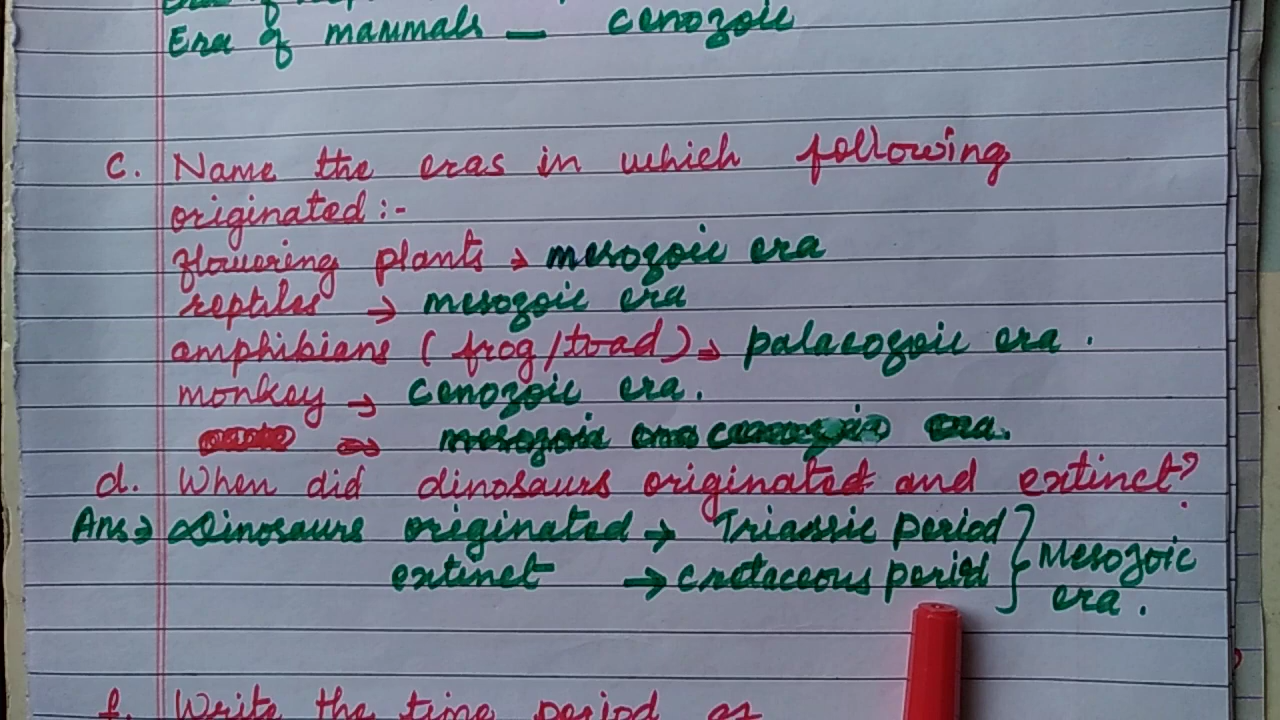 Era of mammals — cenozoic
c. Name the eras in which following
originated :-
flowering plants → mesozoic era
reptiles → mesozoic era
amphibians ( frog/toad ) → palaeozoic era .
monkey → cenozoic era.
era.
d. When did dinosaurs originated and extinct?
Ans → Dinosaurs originated → Triassic period
extinct → cretaceous period } Mesozoic
era .
f. Write the time period as